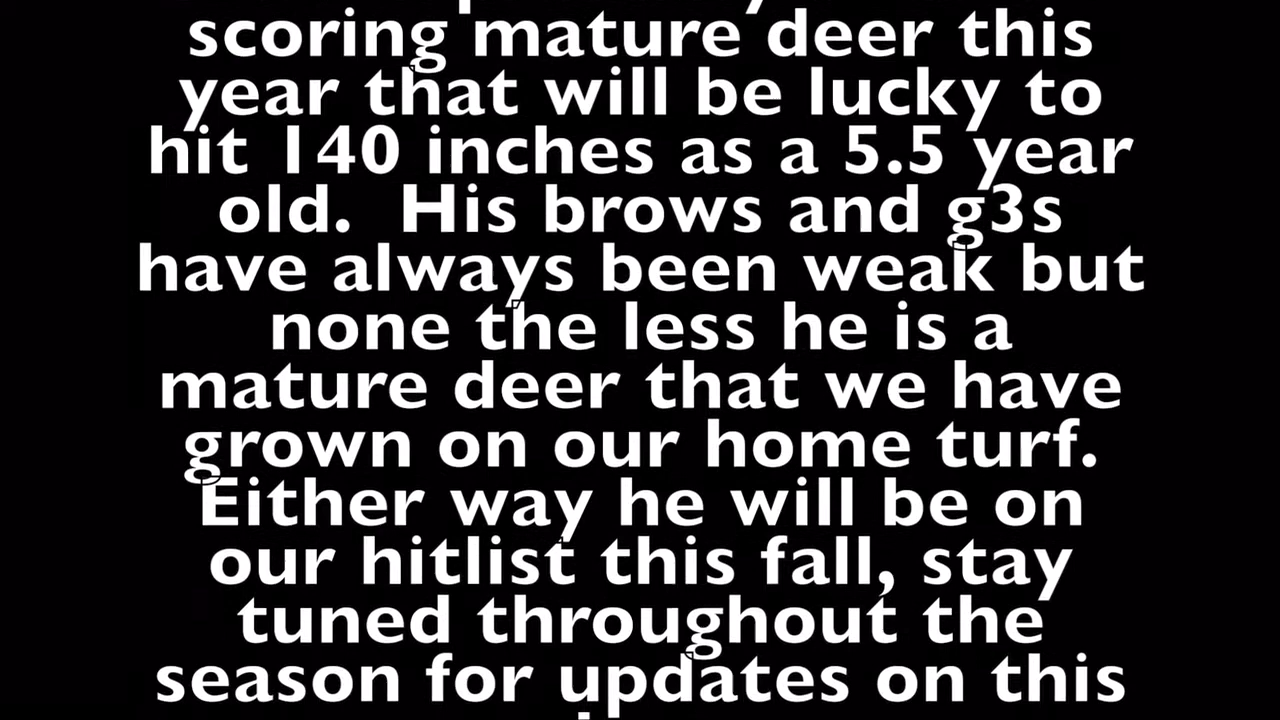 scoring mature deer this
year that will be lucky to
hit 140 inches as a 5.5 year
old.  His brows and g3s
have always been weak but
none the less he is a
mature deer that we have
grown on our home turf.
Either way he will be on
our hitlist this fall, stay
tuned throughout the
season for updates on this